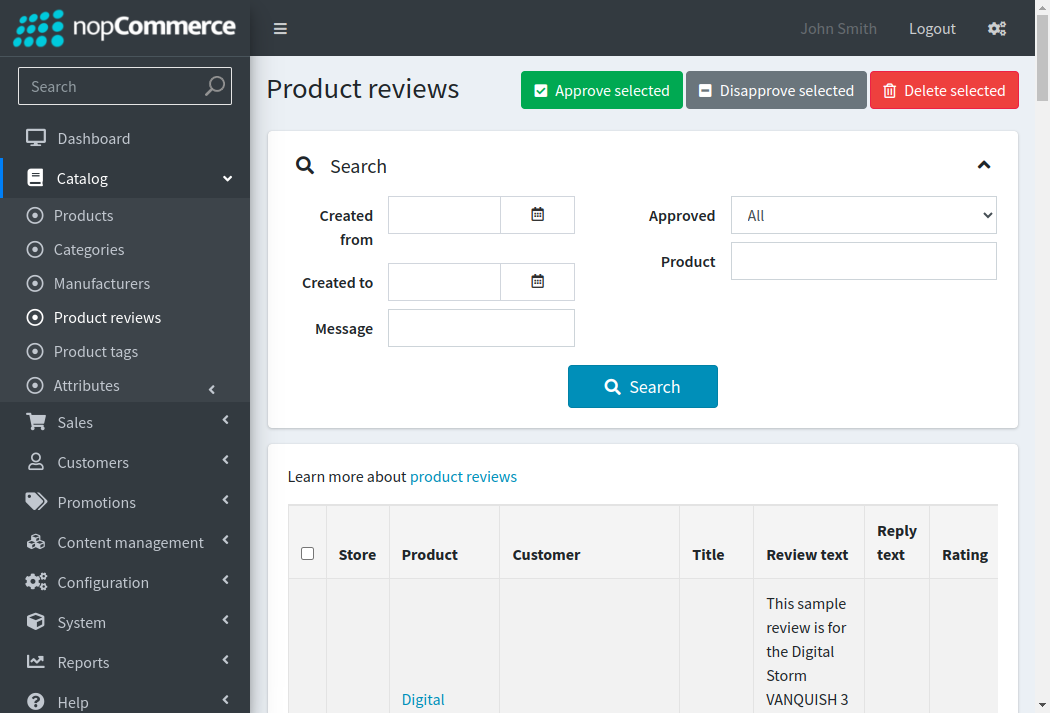 nopCommerce
John Smith
Logout
Search
Dashboard
Catalog
Products
Categories
Manufacturers
Product reviews
Product tags
Attributes
Sales
Customers
Promotions
Content management
Configuration
System
Reports
Help
Product reviews
Approve selected
Disapprove selected
Delete selected
Search
Created from
Approved
All
Product
Created to
Message
Search
Learn more about product reviews
Store
Product
Customer
Title
Review text
Reply text
Rating
Digital
This sample
review is for
the Digital
Storm
VANQUISH 3